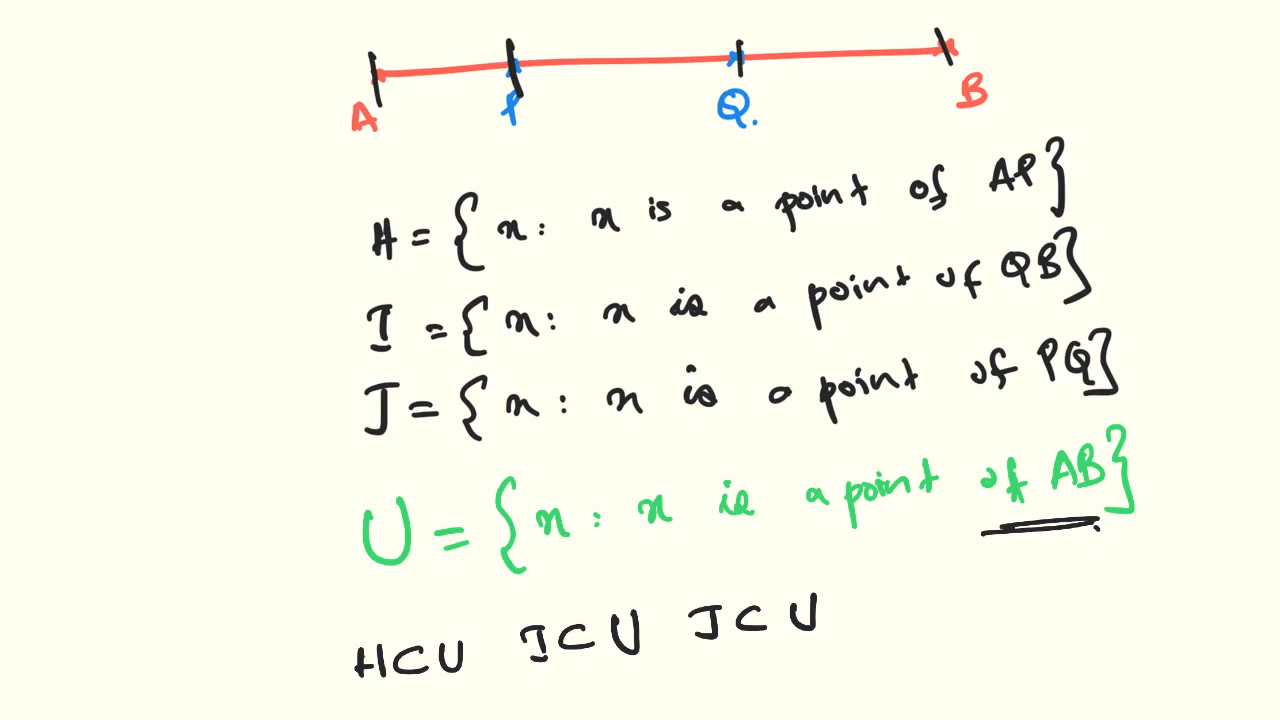 A P Q. B
H = { x : x is a point of AP }
I = { x : x is a point of QB }
J = { x : x is a point of PQ }
U = { x : x is a point of AB }
H ⊂ U I ⊂ U J ⊂ U